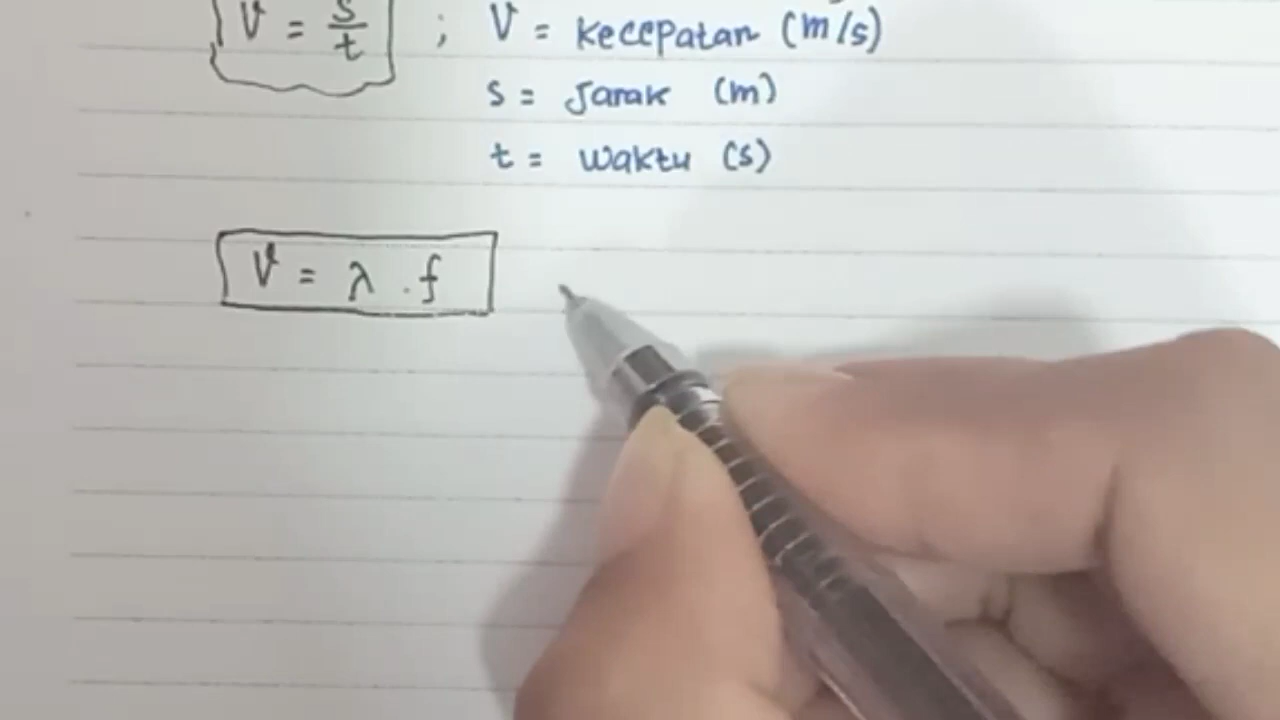 V = s/t ; V = kecepatan (m/s)
s = Jarak (m)
t = waktu (s)
V = λ . f